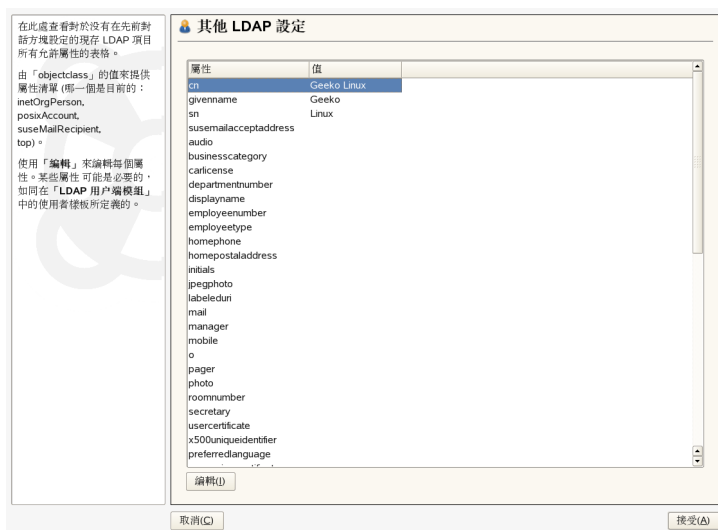 在此處查看對於沒有在先前對
話方塊設定的現存 LDAP 項目
所有允許屬性的表格。
由「objectclass」的值來提供
屬性清單 (哪一個是目前的：
inetOrgPerson,
posixAccount,
suseMailRecipient,
top)。
使用「編輯」來編輯每個屬
性。某些屬性 可能是必要的，
如同在「LDAP 用户端模組」
中的使用者樣板所定義的。
其他 LDAP 設定
屬性 值
cn Geeko Linux
givenname Geeko
sn Linux
susemailacceptaddress
audio
businesscategory
carlicense
departmentnumber
displayname
employeenumber
employeetype
homephone
homepostaladdress
initials
jpegphoto
labeleduri
mail
manager
mobile
o
pager
photo
roomnumber
secretary
usercertificate
x500uniqueidentifier
preferredlanguage
編輯(I)
取消(C) 接受(A)